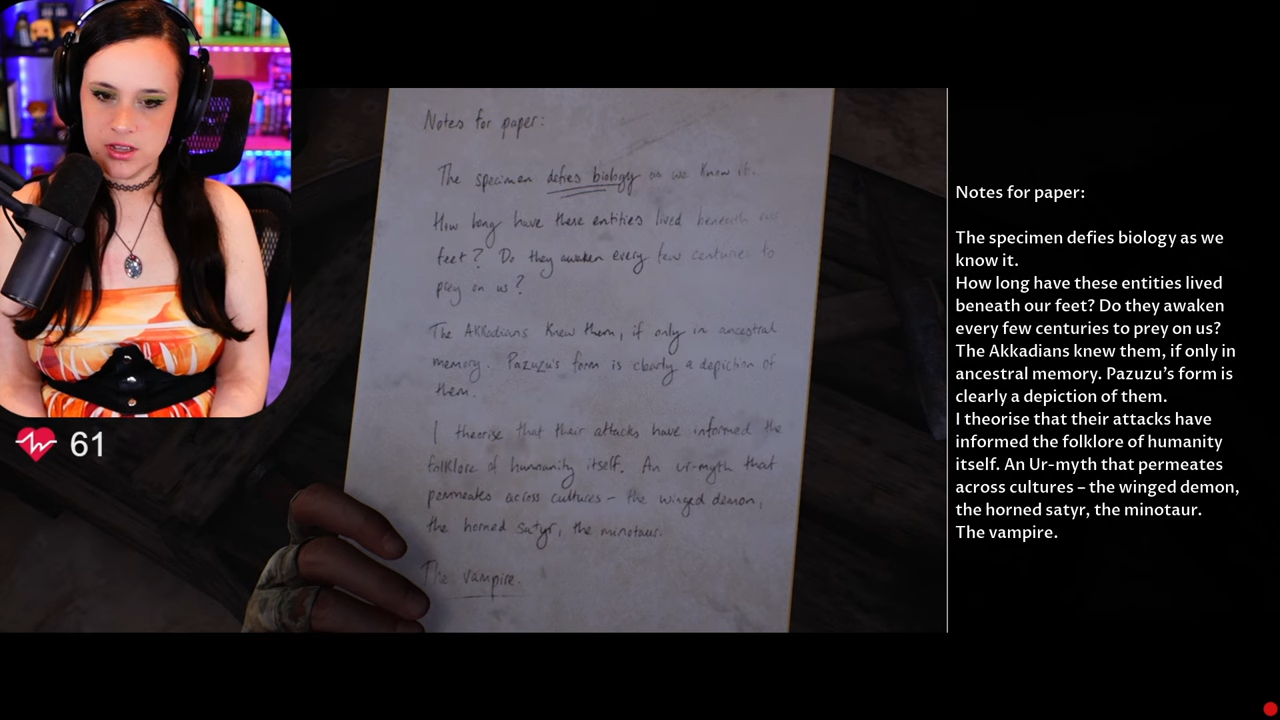 Notes for paper:
The specimen defies biology as we know it.
How long have these entities lived beneath our
feet? Do they awaken every few centuries to
prey on us?
The Akkadians knew them, if only in ancestral
memory. Pazuzu's form is clearly a depiction of
them.
I theorise that their attacks have informed the
folklore of humanity itself. An ur-myth that
permeates across cultures – the winged demon,
the horned satyr, the minotaur.
The vampire.
61
Notes for paper:
The specimen defies biology as we
know it.
How long have these entities lived
beneath our feet? Do they awaken
every few centuries to prey on us?
The Akkadians knew them, if only in
ancestral memory. Pazuzu's form is
clearly a depiction of them.
I theorise that their attacks have
informed the folklore of humanity
itself. An Ur-myth that permeates
across cultures – the winged demon,
the horned satyr, the minotaur.
The vampire.